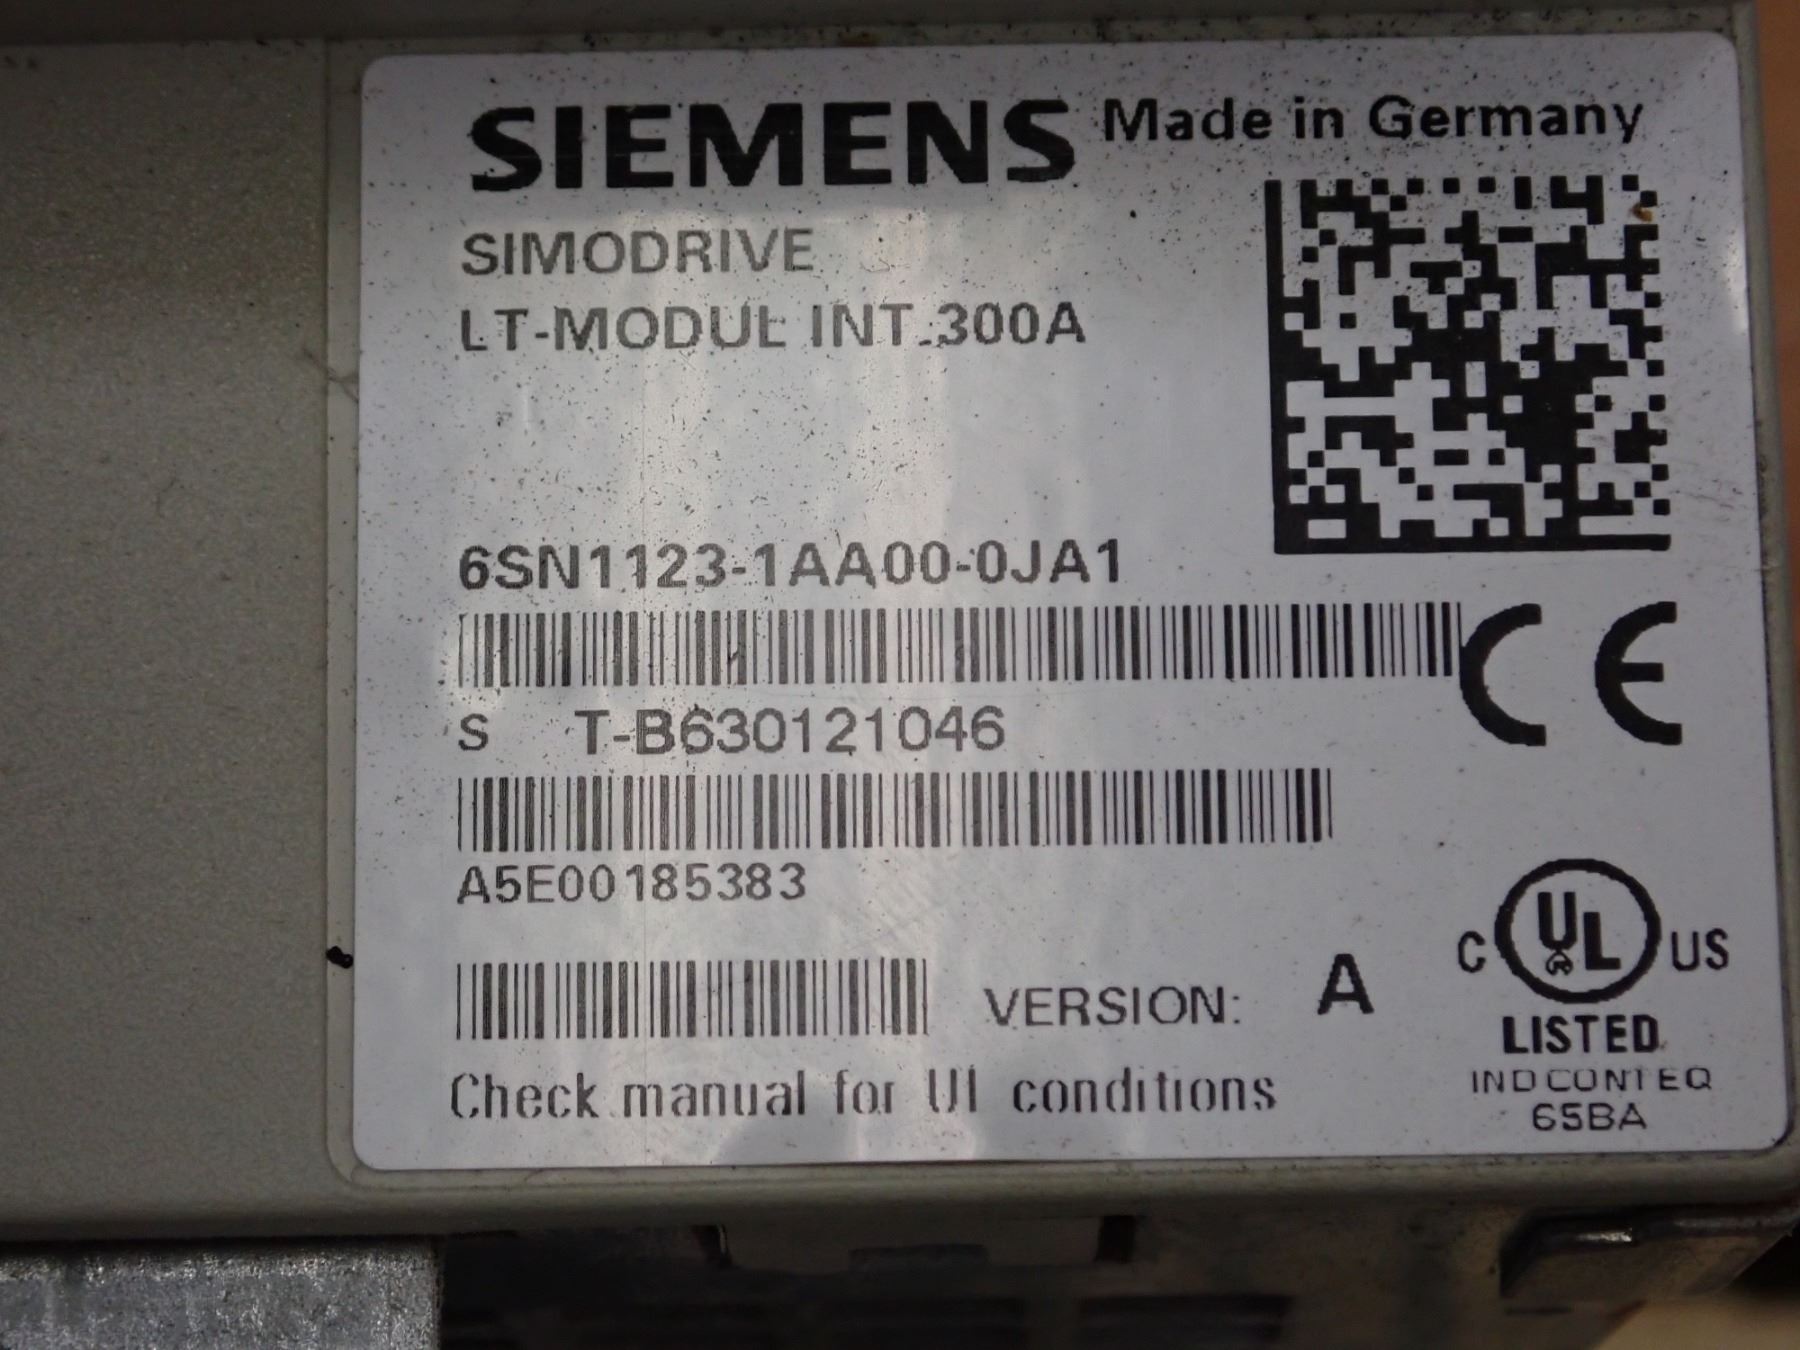 SIEMENS Made in Germany
SIMODRIVE
LT-MODUL INT.300A
6SN1123-1AA00-0JA1
S T-B630121046
A5E00185383
VERSION: A
Check manual for Ul conditions
CE
C UL US
LISTED
IND CONT EQ
65BA